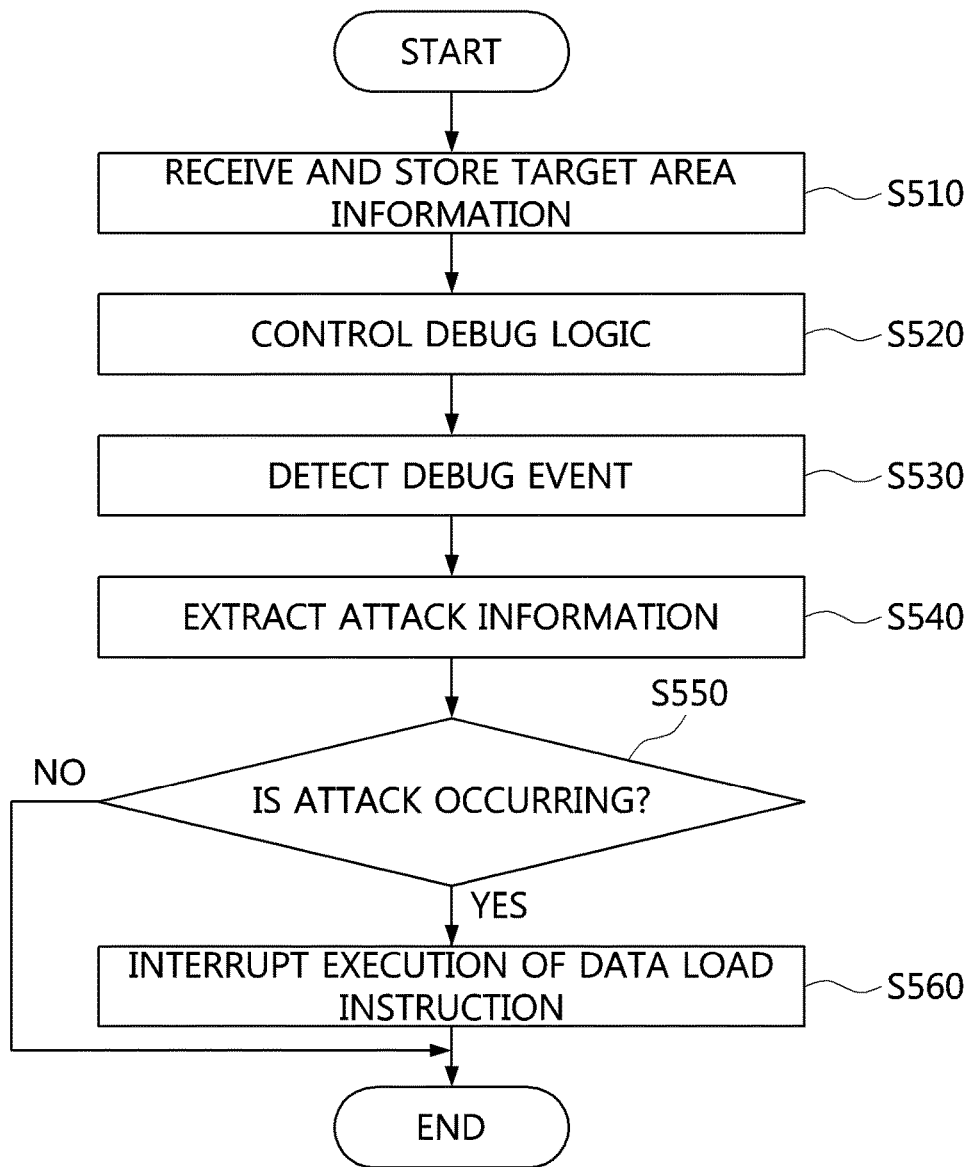 START
RECEIVE AND STORE TARGET AREA
INFORMATION
S510
CONTROL DEBUG LOGIC
S520
DETECT DEBUG EVENT
S530
EXTRACT ATTACK INFORMATION
S540
S550
NO
IS ATTACK OCCURRING?
YES
INTERRUPT EXECUTION OF DATA LOAD
INSTRUCTION
S560
END